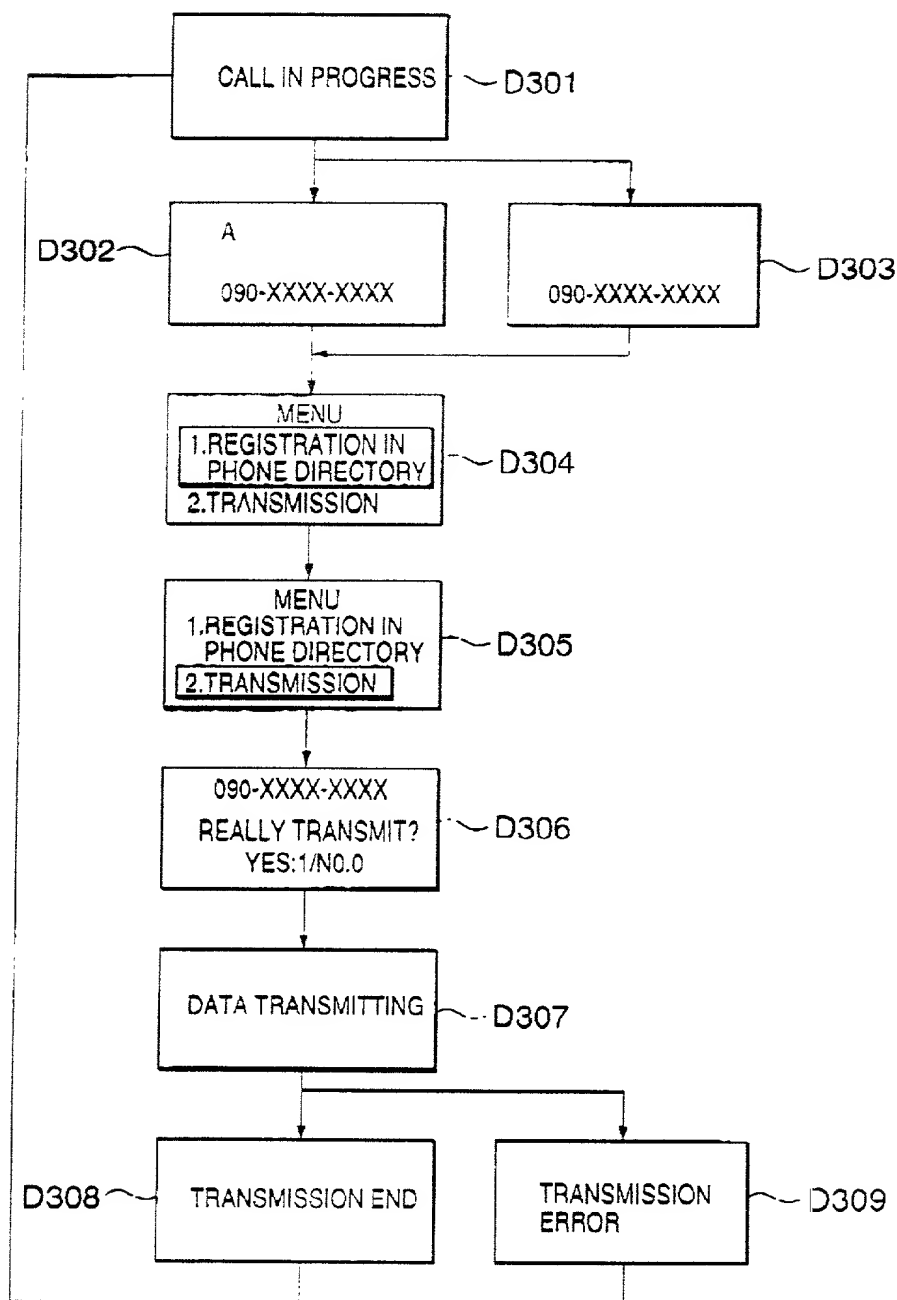 CALL IN PROGRESS
D301
A
090-XXXX-XXXX
D302
090-XXXX-XXXX
D303
MENU
1.REGISTRATION IN
PHONE DIRECTORY
2.TRANSMISSION
D304
MENU
1.REGISTRATION IN
PHONE DIRECTORY
2.TRANSMISSION
D305
090-XXXX-XXXX
REALLY TRANSMIT?
YES:1/N0.0
D306
DATA TRANSMITTING
D307
D308
TRANSMISSION END
TRANSMISSION
ERROR
D309